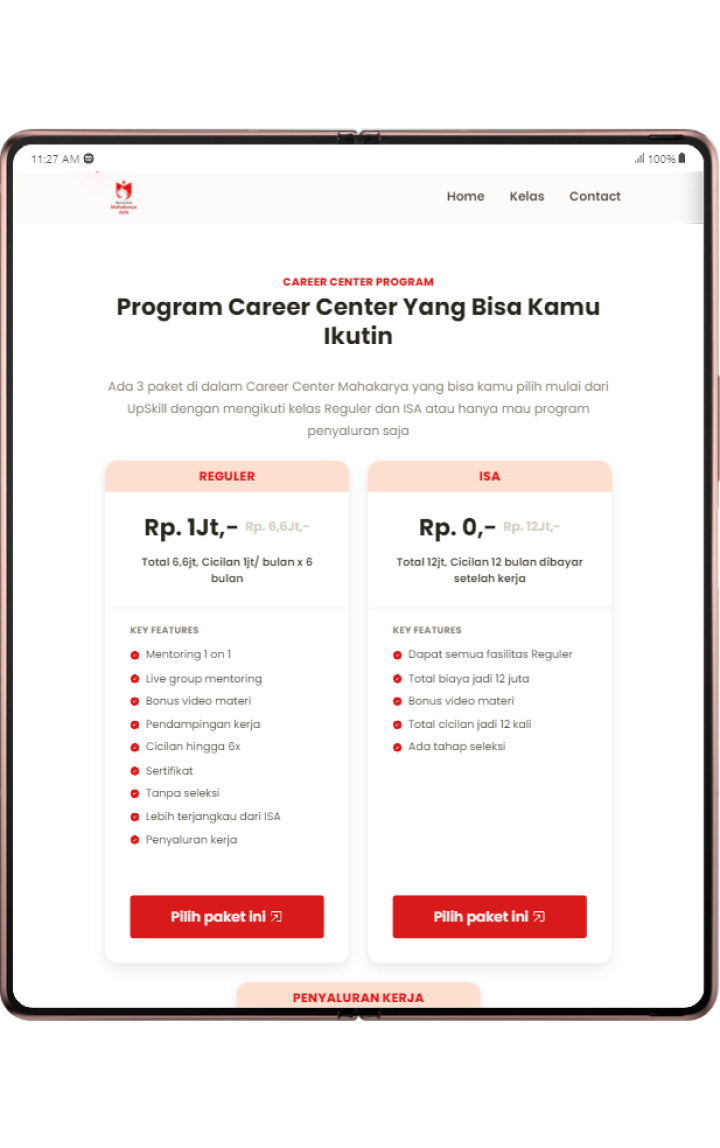 11:27 AM
100%
Mahakarya
Asia
Home Kelas Contact
CAREER CENTER PROGRAM
Program Career Center Yang Bisa Kamu
Ikutin
Ada 3 paket di dalam Career Center Mahakarya yang bisa kamu pilih mulai dari
UpSkill dengan mengikuti kelas Reguler dan ISA atau hanya mau program
penyaluran saja
REGULER
Rp. 1Jt,- Rp. 6,6Jt,-
Total 6,6jt, Cicilan 1jt/ bulan x 6
bulan
KEY FEATURES
Mentoring 1 on 1
Live group mentoring
Bonus video materi
Pendampingan kerja
Cicilan hingga 6x
Sertifikat
Tanpa seleksi
Lebih terjangkau dari ISA
Penyaluran kerja
Pilih paket ini
ISA
Rp. 0,- Rp. 12Jt,-
Total 12jt, Cicilan 12 bulan dibayar
setelah kerja
KEY FEATURES
Dapat semua fasilitas Reguler
Total biaya jadi 12 juta
Bonus video materi
Total cicilan jadi 12 kali
Ada tahap seleksi
Pilih paket ini
PENYALURAN KERJA